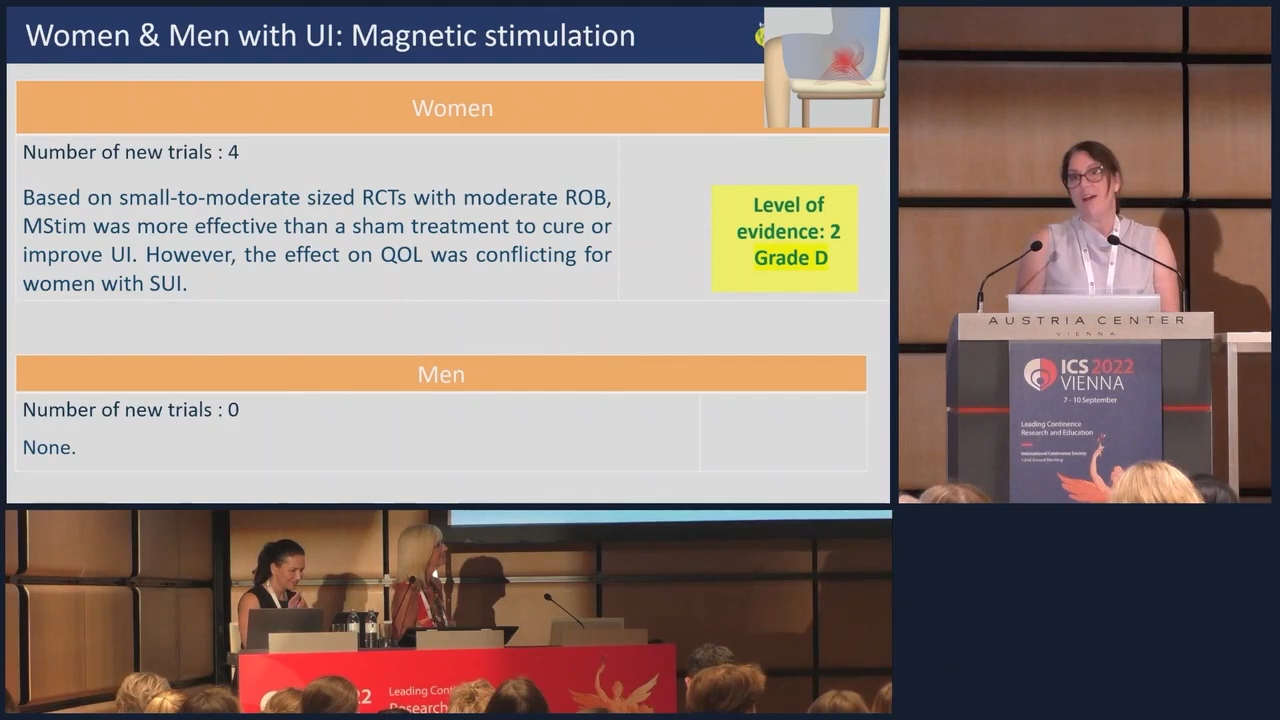 Women & Men with UI: Magnetic stimulation
Women
Number of new trials : 4
Based on small-to-moderate sized RCTs with moderate ROB,
MStim was more effective than a sham treatment to cure or
improve UI. However, the effect on QOL was conflicting for
women with SUI.
Level of
evidence: 2
Grade D
Men
Number of new trials : 0
None.
AUSTRIA CENTER
VIENNA
ICS 2022
VIENNA
7 - 10 September
Leading Continence
Research and Education
International Continence Society
22
Leading Cont
Research